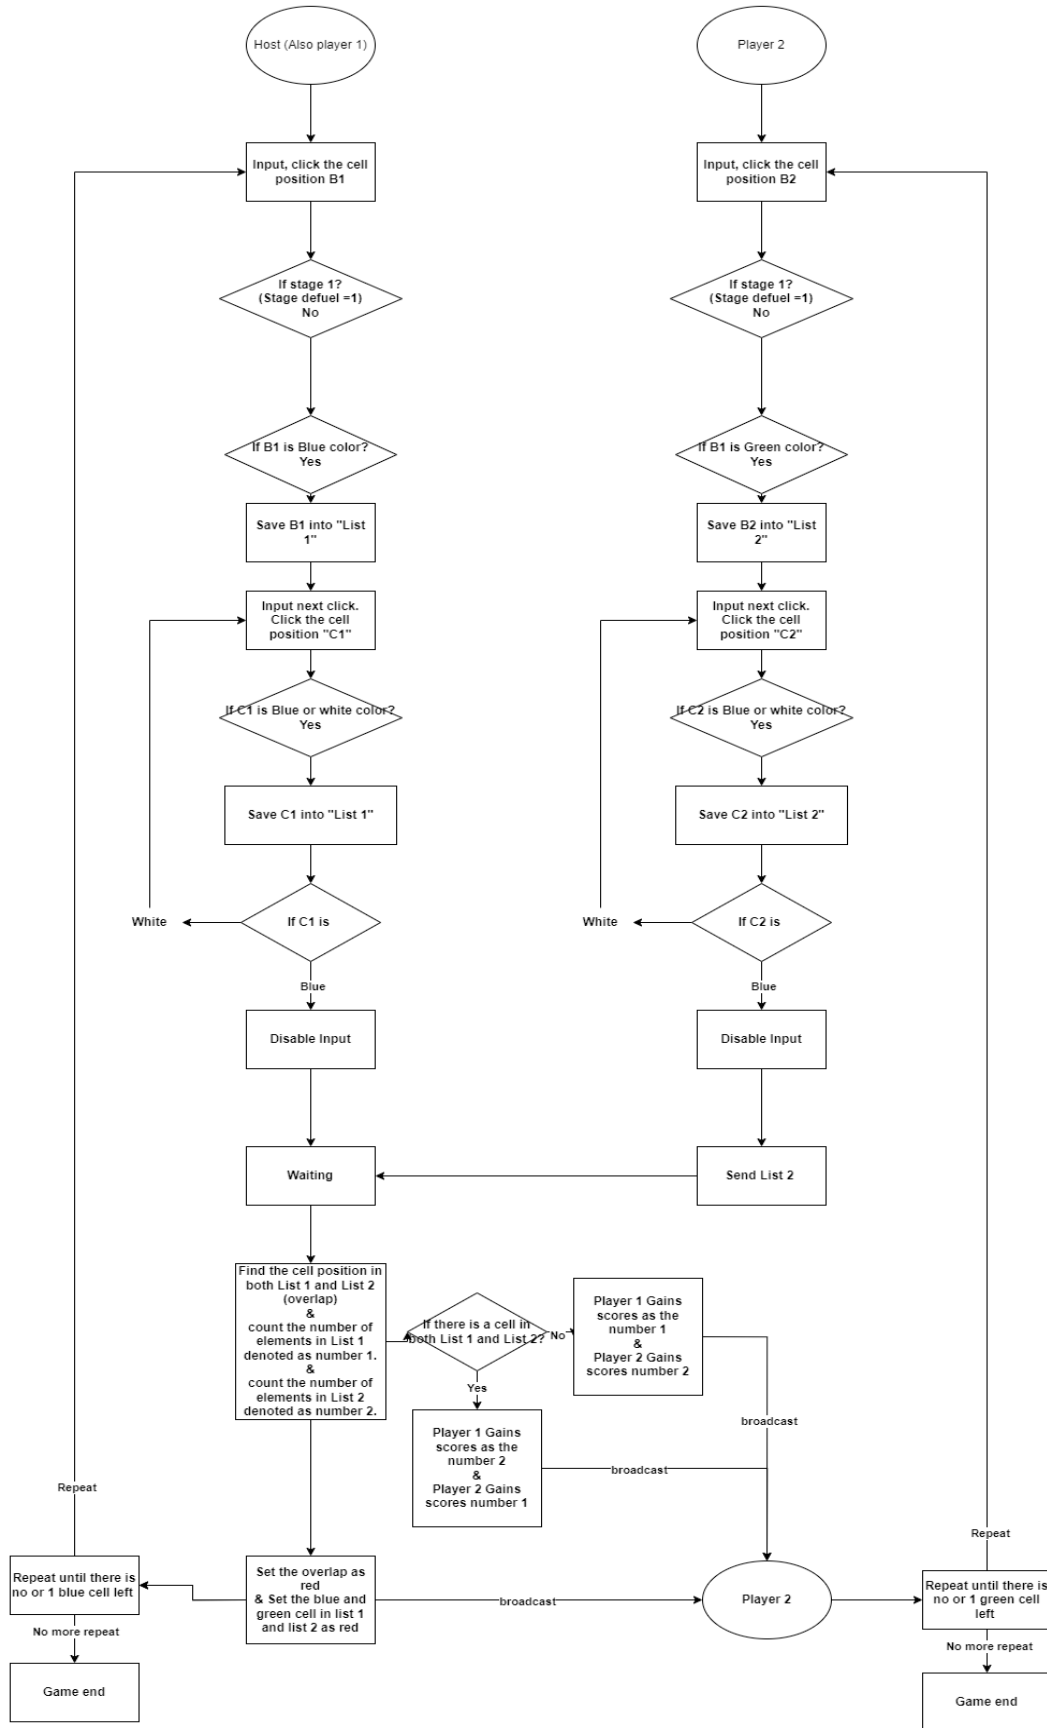 Host (Also player 1)
Player 2
Input, click the cell
position B1
Input, click the cell
position B2
If stage 1?
(Stage defuel =1)
No
If stage 1?
(Stage defuel =1)
No
If B1 is Blue color?
Yes
If B1 is Green color?
Yes
Save B1 into "List
1"
Save B2 into "List
2"
Input next click.
Click the cell
position "C1"
Input next click.
Click the cell
position "C2"
If C1 is Blue or white color?
Yes
If C2 is Blue or white color?
Yes
Save C1 into "List 1"
Save C2 into "List 2"
White
If C1 is
White
If C2 is
Blue
Blue
Disable Input
Disable Input
Waiting
Send List 2
Find the cell position in
both List 1 and List 2
(overlap)
&
count the number of
elements in List 1
denoted as number 1.
&
count the number of
elements in List 2
denoted as number 2.
If there is a cell in
both List 1 and List 2?
No
Player 1 Gains
scores as the
number 1
&
Player 2 Gains
scores number 2
Yes
Player 1 Gains
scores as the
number 2
&
Player 2 Gains
scores number 1
broadcast
broadcast
Repeat
Repeat
Repeat until there is
no or 1 blue cell left
Set the overlap as
red
& Set the blue and
green cell in list 1
and list 2 as red
broadcast
Player 2
Repeat until there is
no or 1 green cell
left
No more repeat
No more repeat
Game end
Game end